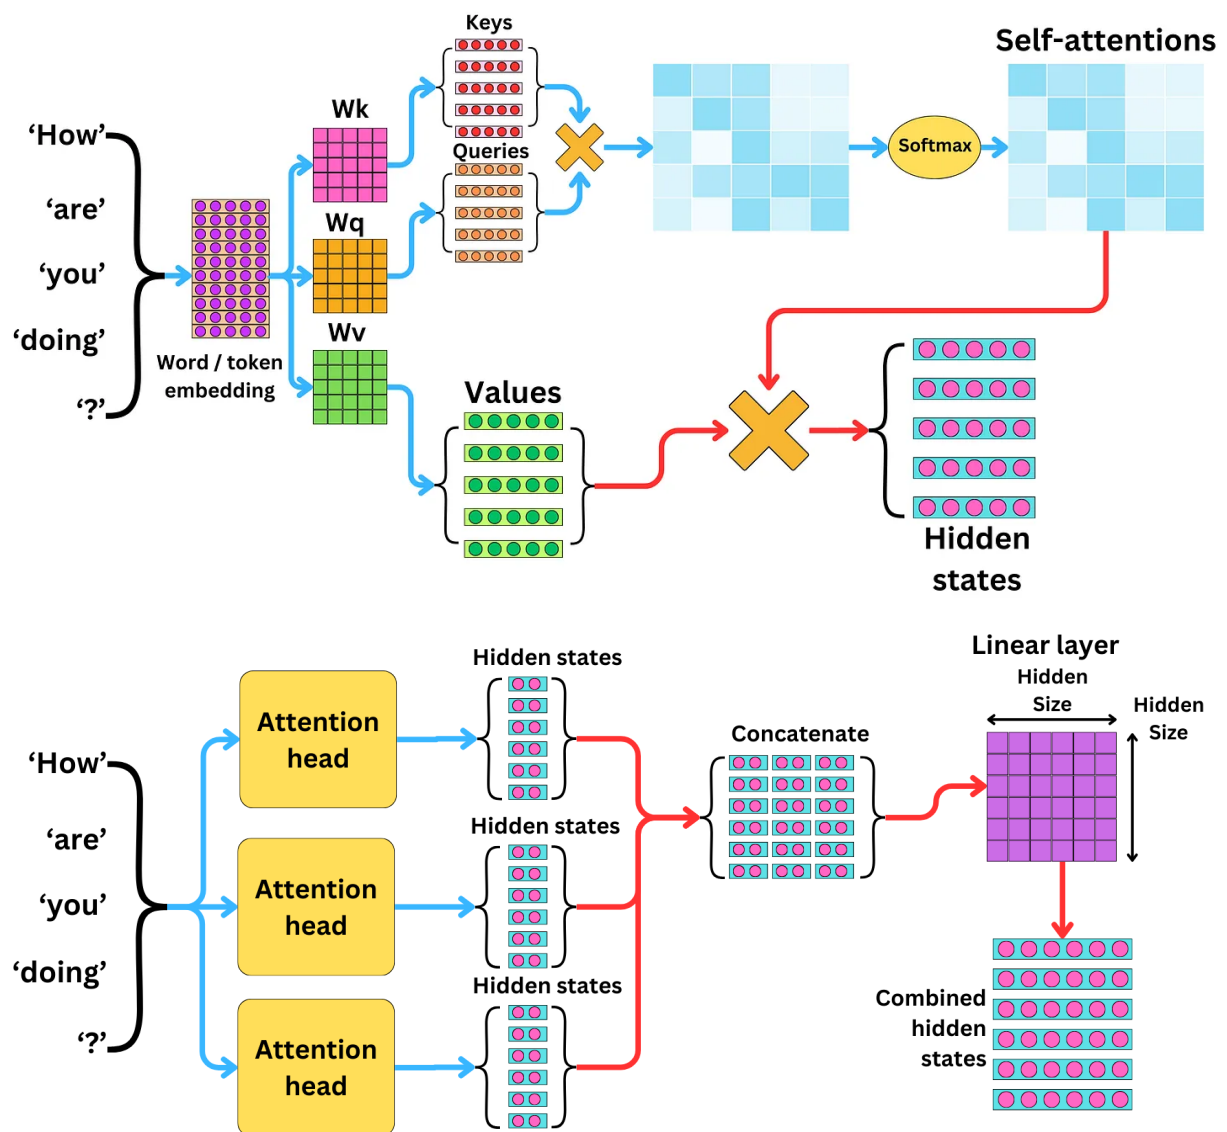 Keys
Self-attentions
Wk
‘How’
Queries
Softmax
‘are’
Wq
‘you’
‘doing’
Wv
Word / token
embedding
Values
‘?’
Hidden
states
Linear layer
Hidden states
Hidden
Size
Hidden
Size
Attention
head
Concatenate
‘How’
Hidden states
‘are’
Attention
head
‘you’
‘doing’
Hidden states
Combined
hidden
states
‘?’
Attention
head